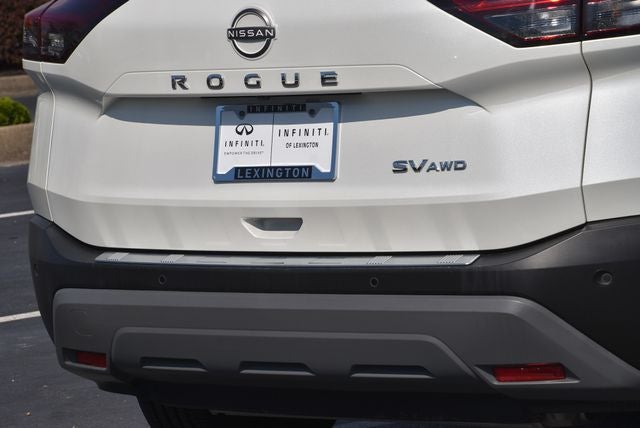 NISSAN
ROGUE
INFINITI
INFINITI.
EMPOWER THE DRIVE
INFINITI.
OF LEXINGTON
LEXINGTON
SV AWD